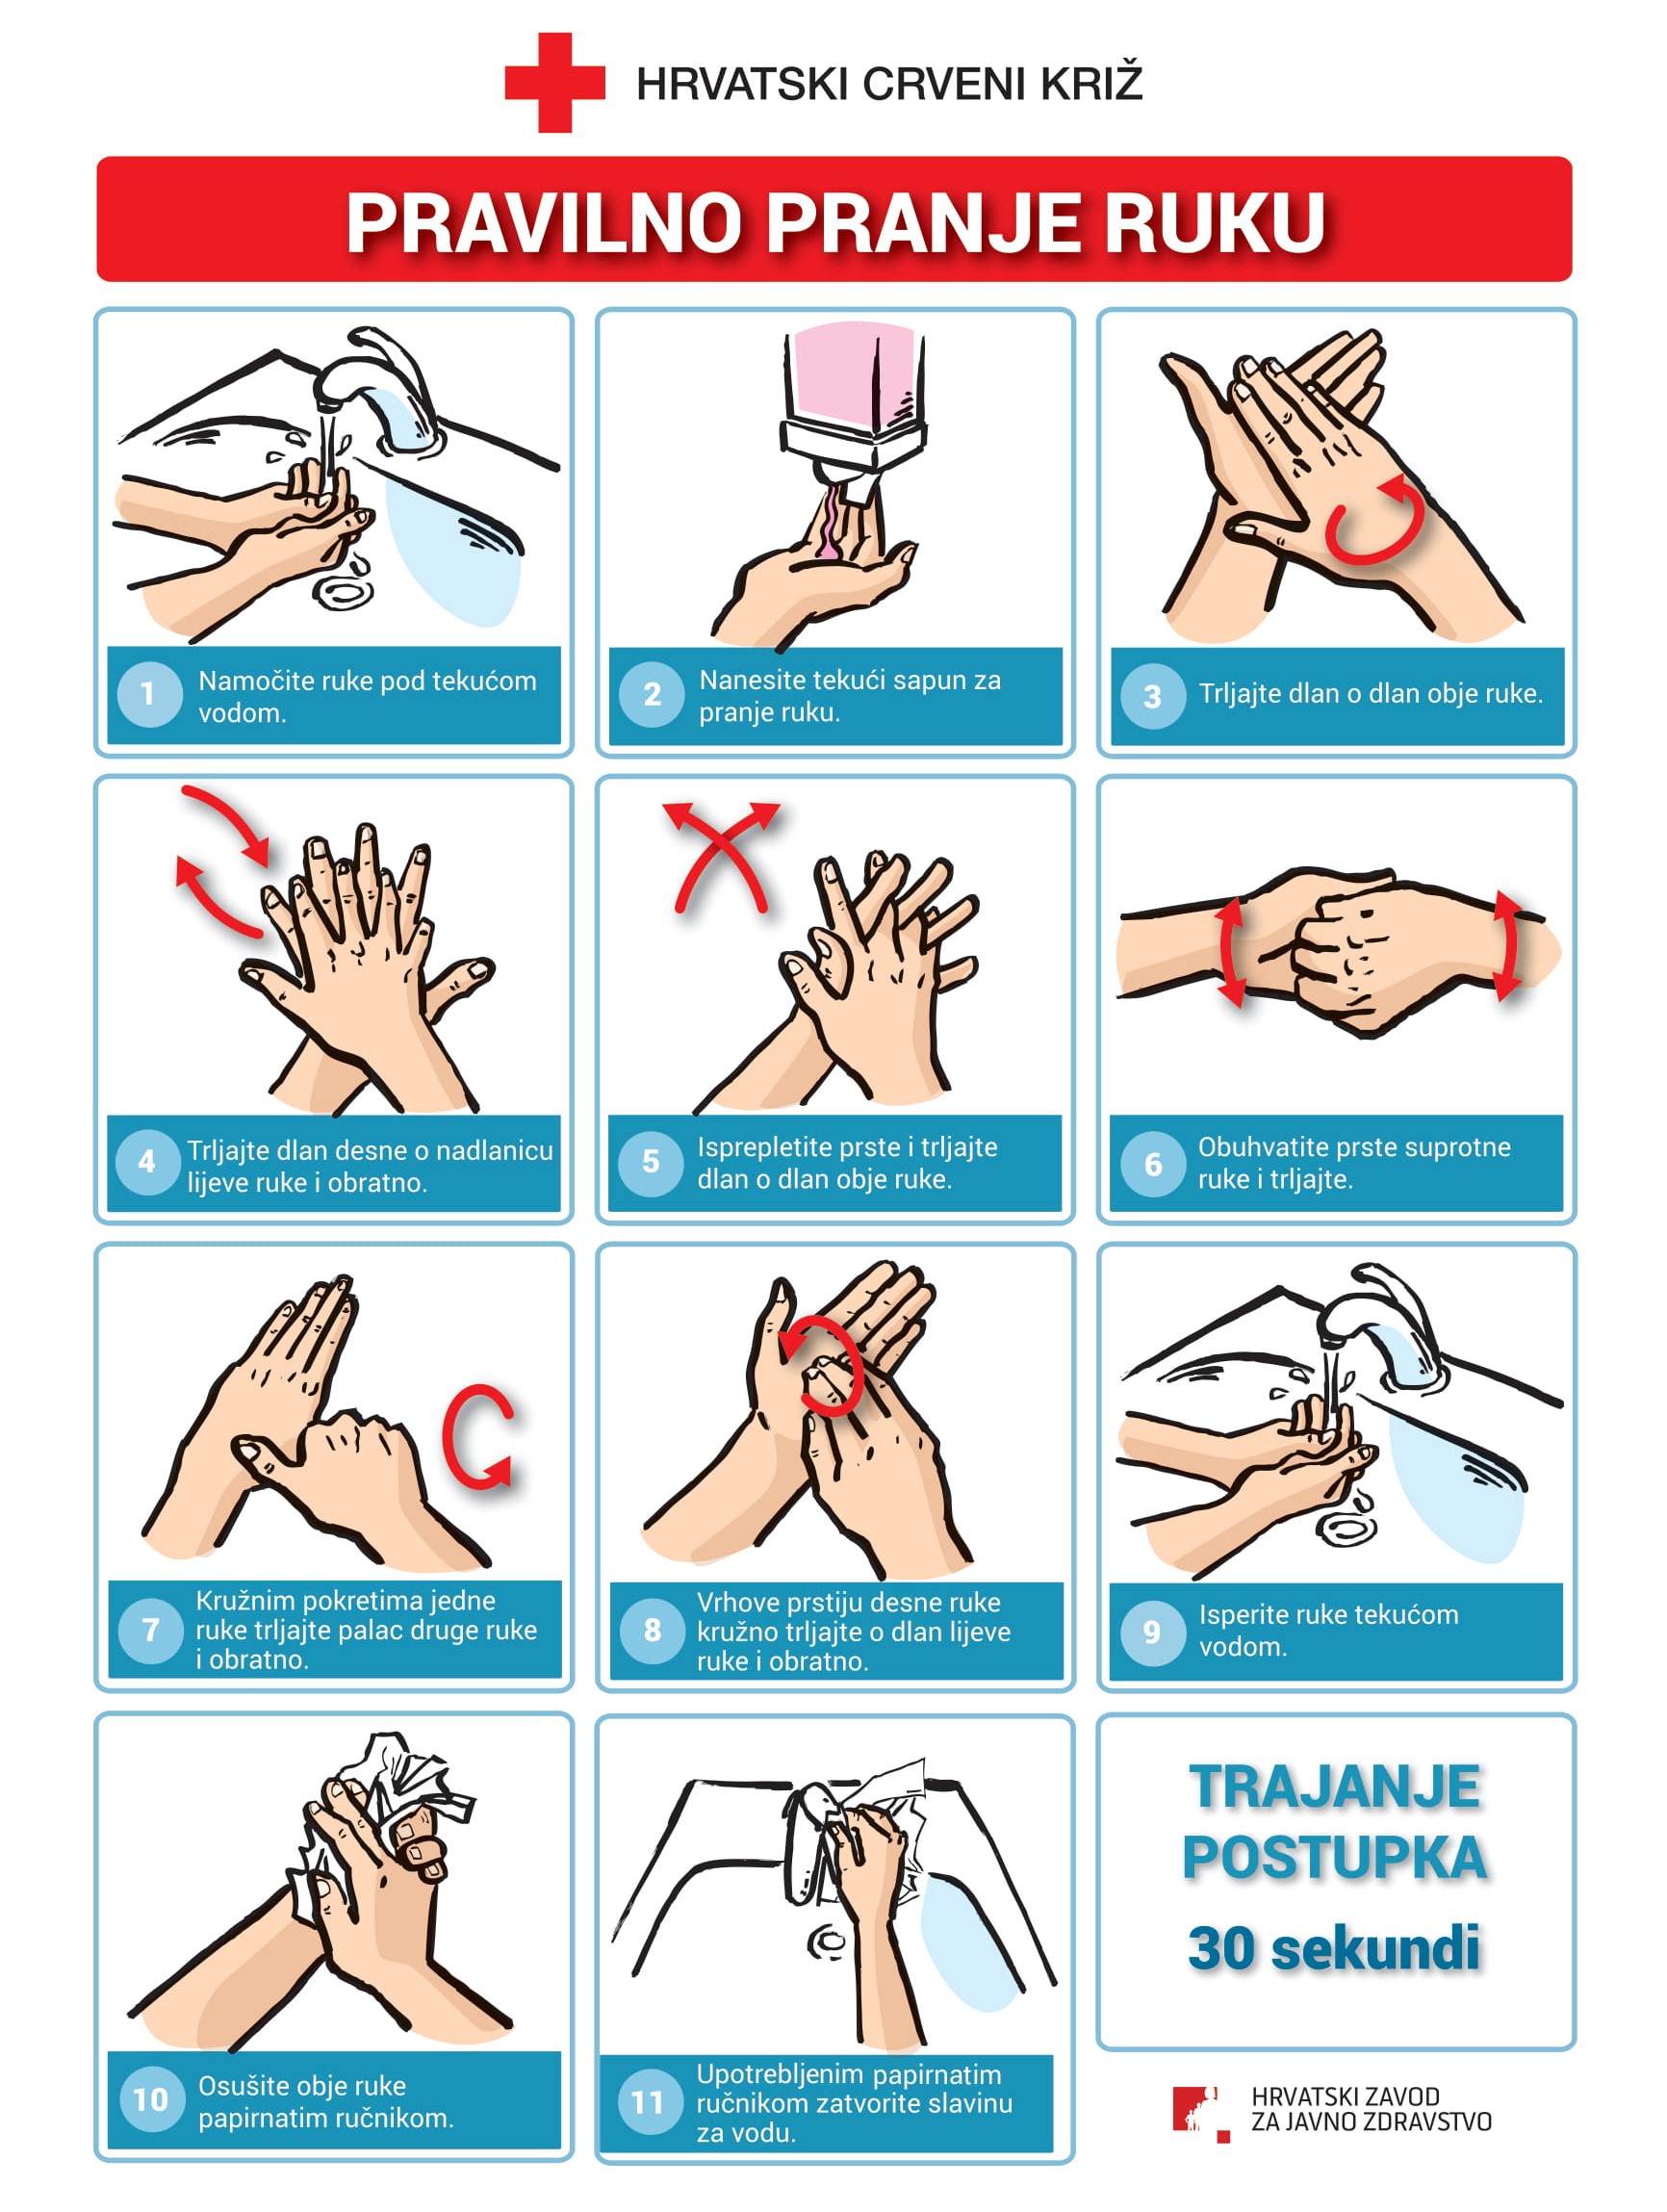 HRVATSKI CRVENI KRIŽ
PRAVILNO PRANJE RUKU
1
Namočite ruke pod tekućom
vodom.
2
Nanesite tekući sapun za
pranje ruku.
3
Trljajte dlan o dlan obje ruke.
4
Trljajte dlan desne o nadlanicu
lijeve ruke i obratno.
5
Isprepletite prste i trljajte
dlan o dlan obje ruke.
6
Obuhvatite prste suprotne
ruke i trljajte.
7
Kružnim pokretima jedne
ruke trljajte palac druge ruke
i obratno.
8
Vrhove prstiju desne ruke
kružno trljajte o dlan lijeve
ruke i obratno.
9
Isperite ruke tekućom
vodom.
10
Osušite obje ruke
papirnatim ručnikom.
11
Upotrebljenim papirnatim
ručnikom zatvorite slavinu
za vodu.
TRAJANJE
POSTUPKA
30 sekundi
HRVATSKI ZAVOD
ZA JAVNO ZDRAVSTVO